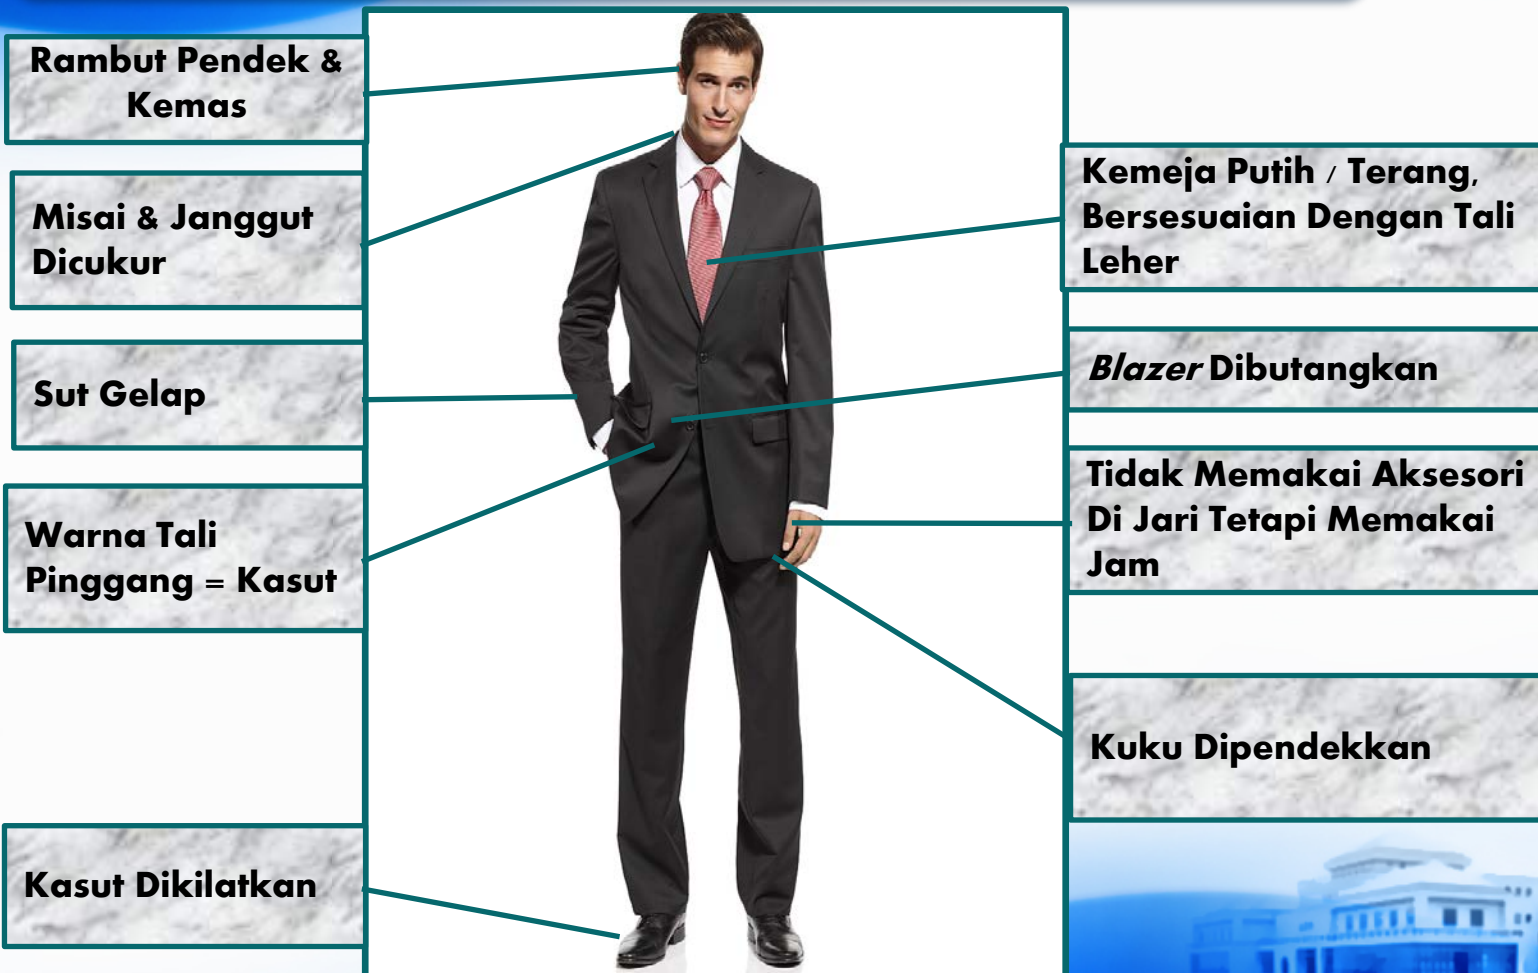 Rambut Pendek &
Kemas
Misai & Janggut
Dicukur
Sut Gelap
Warna Tali
Pinggang = Kasut
Kasut Dikilatkan
Kemeja Putih / Terang,
Bersesuaian Dengan Tali
Leher
Blazer Dibutangkan
Tidak Memakai Aksesori
Di Jari Tetapi Memakai
Jam
Kuku Dipendekkan